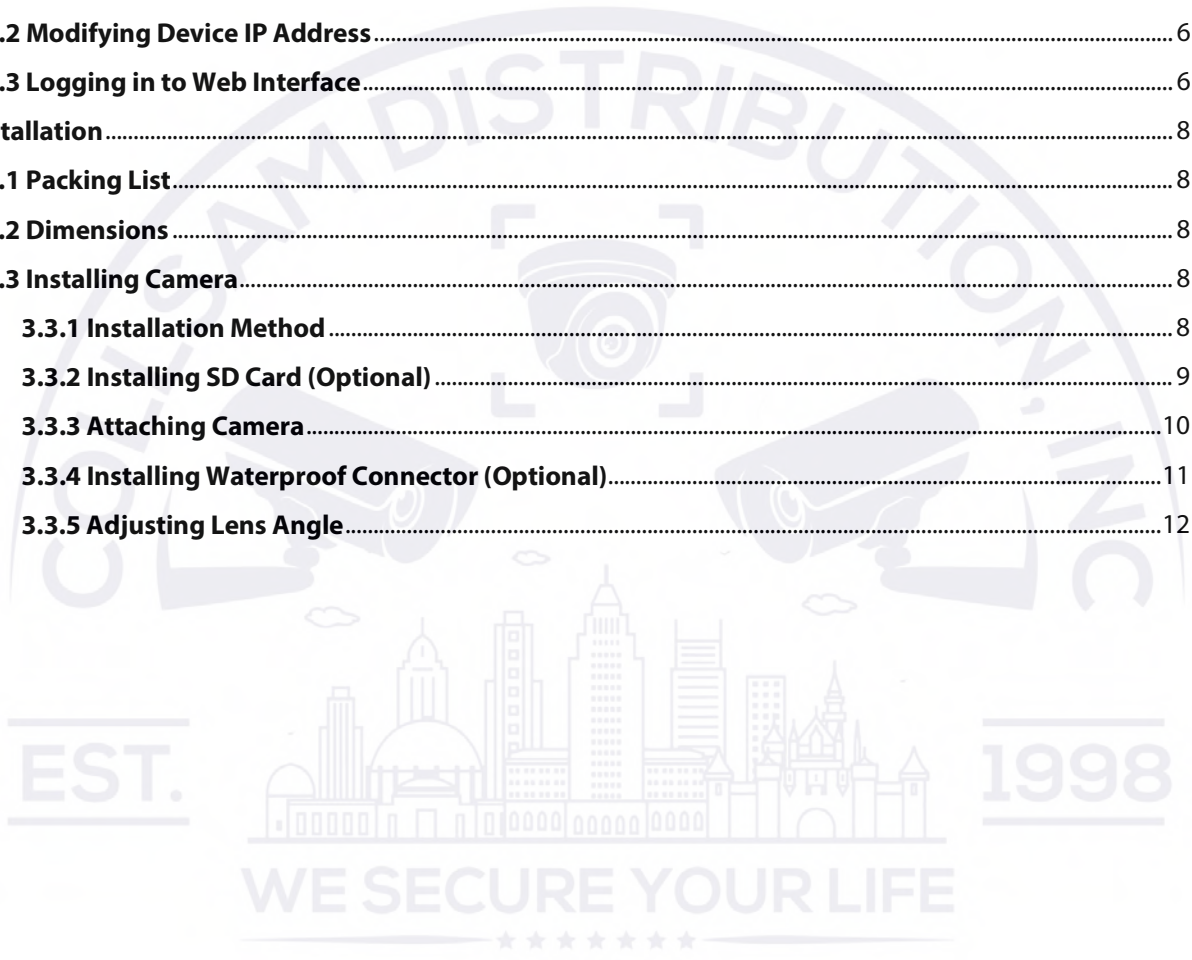 .2 Modifying Device IP Address 6
.3 Logging in to Web Interface 6
tallation 8
.1 Packing List 8
.2 Dimensions 8
.3 Installing Camera 8
3.3.1 Installation Method 8
3.3.2 Installing SD Card (Optional) 9
3.3.3 Attaching Camera 10
3.3.4 Installing Waterproof Connector (Optional) 11
3.3.5 Adjusting Lens Angle 12
COLLSAM DISTRIBUTION, INC
EST. 1998
WE SECURE YOUR LIFE